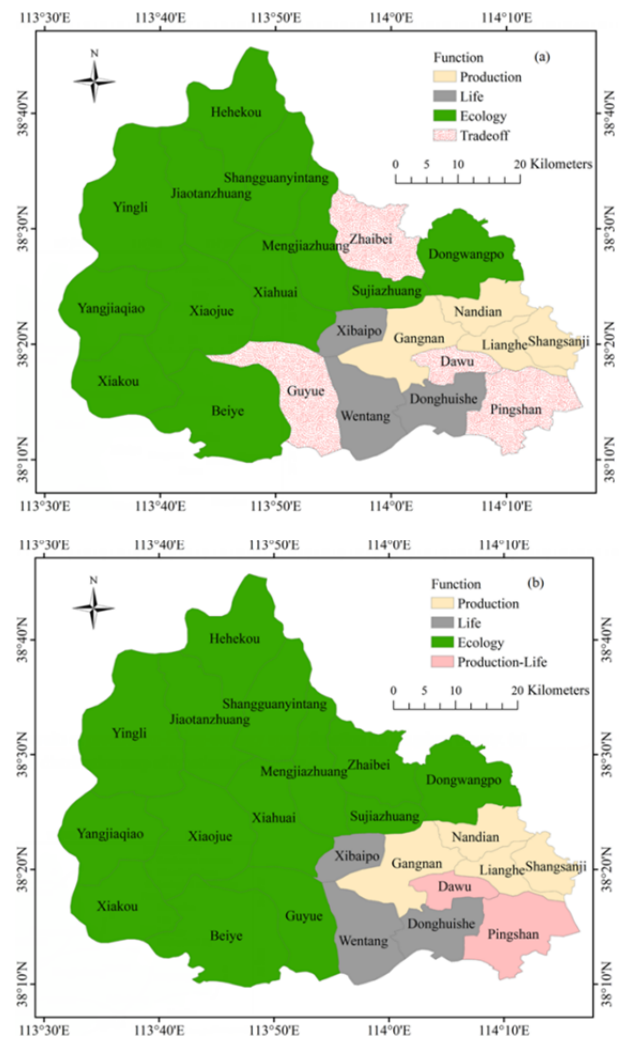 113°30'E 113°40'E 113°50'E 114°00'E 114°10'E
N
Function (a)
Production
Life
Ecology
Tradeoff
0 5 10 20 Kilometers
38°40'N 38°40'N
Hehekou
Shangguanyintang
Jiaotanzhuang
Yingli
38°30'N 38°30'N
Zhaibei
Mengjiazhuang
Dongwangpo
Xiahuai
Sujiazhuang
Yangjiaqiao
Xiaojue
Nandian
Xibaipo
Gangnan
Lianghe
Shangsanji
38°20'N 38°20'N
Dawu
Xiakou
Guyue
Donghuishe
Beiye
Wentang
Pingshan
38°10'N 38°10'N
113°30'E 113°40'E 113°50'E 114°00'E 114°10'E
113°30'E 113°40'E 113°50'E 114°00'E 114°10'E
N
Function (b)
Production
Life
Ecology
Production-Life
0 5 10 20 Kilometers
38°40'N 38°40'N
Hehekou
Shangguanyintang
Jiaotanzhuang
Yingli
38°30'N 38°30'N
Mengjiazhuang
Zhaibei
Dongwangpo
Xiahuai
Sujiazhuang
Yangjiaqiao
Xiaojue
Nandian
Xibaipo
Gangnan
Lianghe
Shangsanji
38°20'N 38°20'N
Dawu
Xiakou
Guyue
Donghuishe
Beiye
Wentang
Pingshan
38°10'N 38°10'N
113°30'E 113°40'E 113°50'E 114°00'E 114°10'E